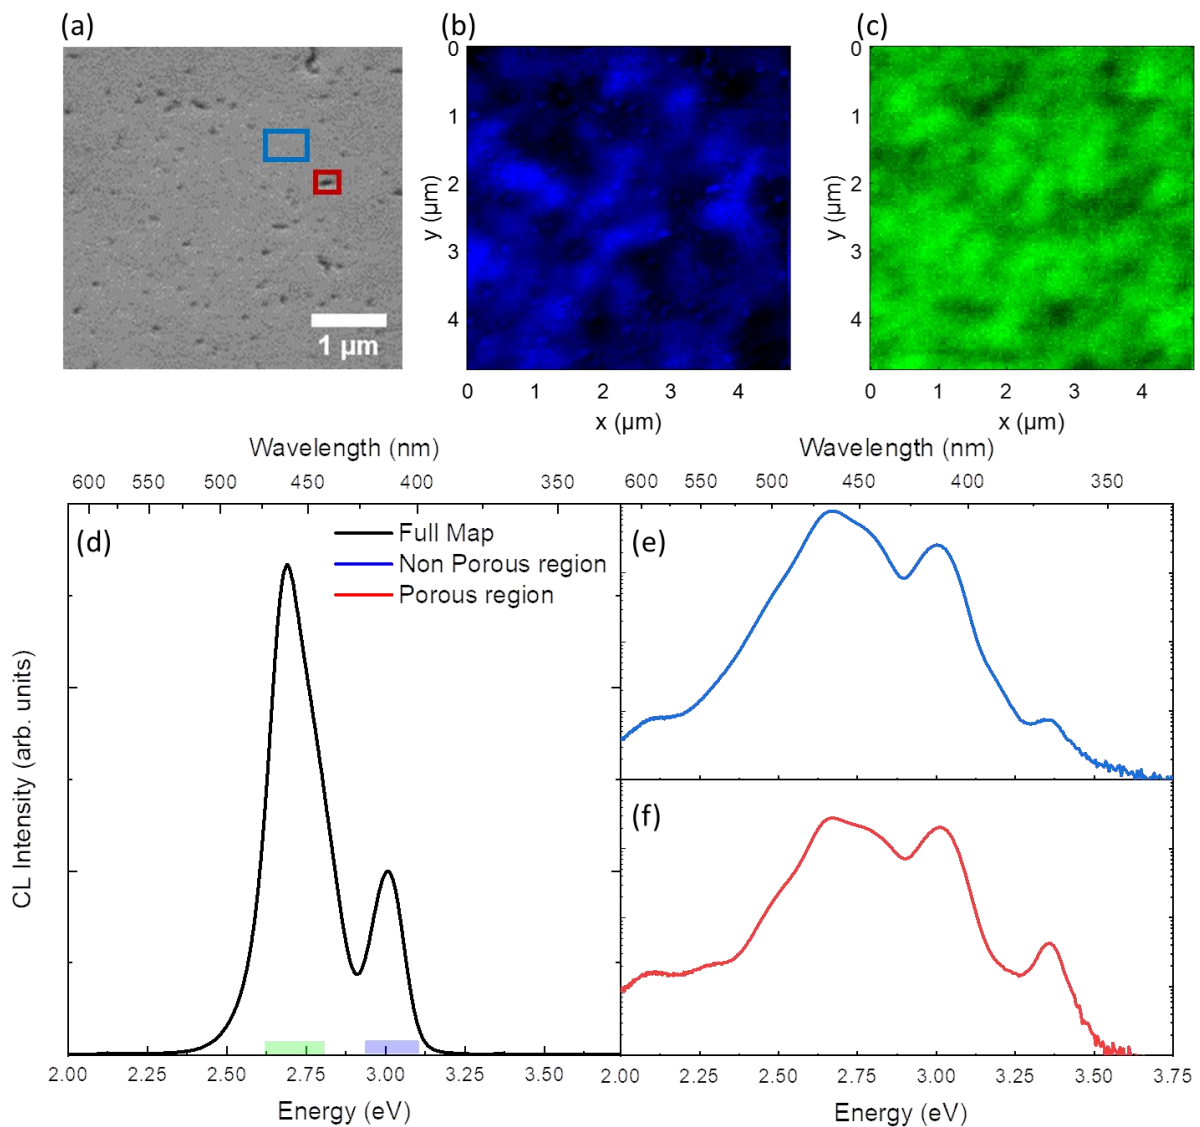 (a)
(b)
(c)
1 µm
0
1
2
3
4
y (µm)
0 1 2 3 4
x (µm)
0
1
2
3
4
y (µm)
0 1 2 3 4
x (µm)
Wavelength (nm)
600 550 500 450 400 350
Wavelength (nm)
600 550 500 450 400 350
(d)
Full Map
Non Porous region
Porous region
(e)
(f)
CL Intensity (arb. units)
2.00 2.25 2.50 2.75 3.00 3.25 3.50
Energy (eV)
2.00 2.25 2.50 2.75 3.00 3.25 3.50 3.75
Energy (eV)